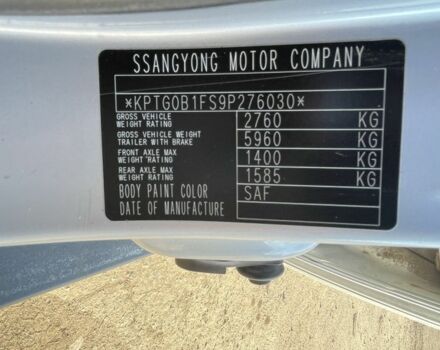 SSANGYONG MOTOR COMPANY
*KPTG0B1FS9P276030*
GROSS VEHICLE WEIGHT RATING 2760 KG
GROSS VEHICLE WEIGHT TRAILER WITH BRAKE 5960 KG
FRONT AXLE MAX WEIGHT RATING 1400 KG
REAR AXLE MAX WEIGHT RATING 1585 KG
BODY PAINT COLOR SAF
DATE OF MANUFACTURE